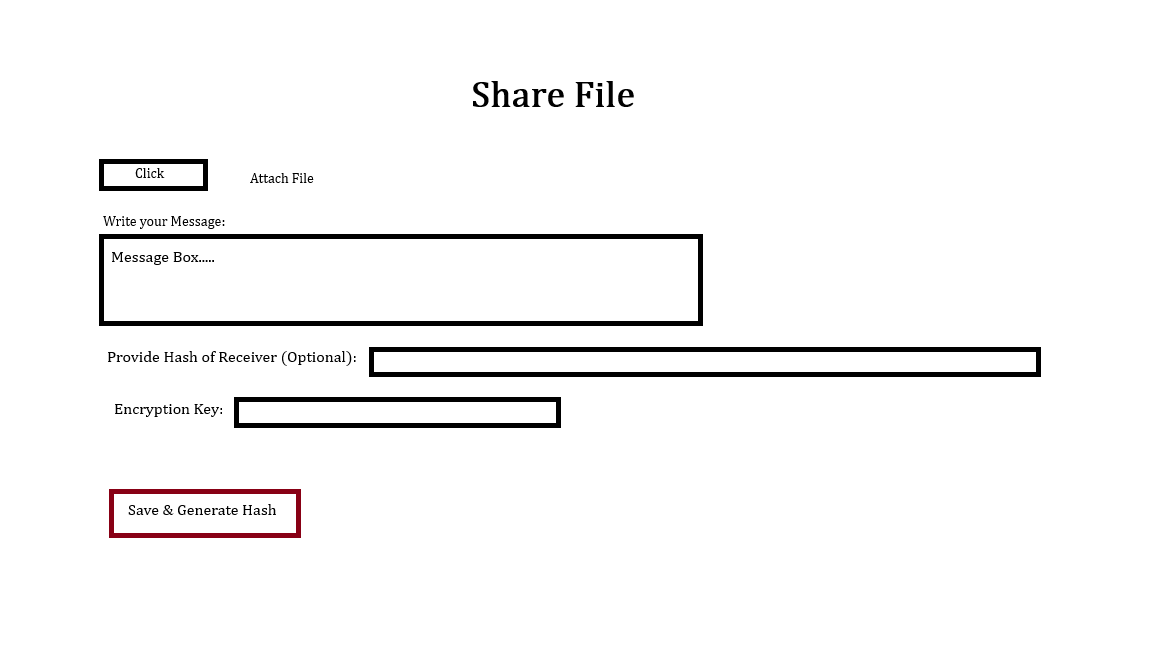 Share File
Click
Attach File
Write your Message:
Message Box.....
Provide Hash of Receiver (Optional):
Encryption Key:
Save & Generate Hash